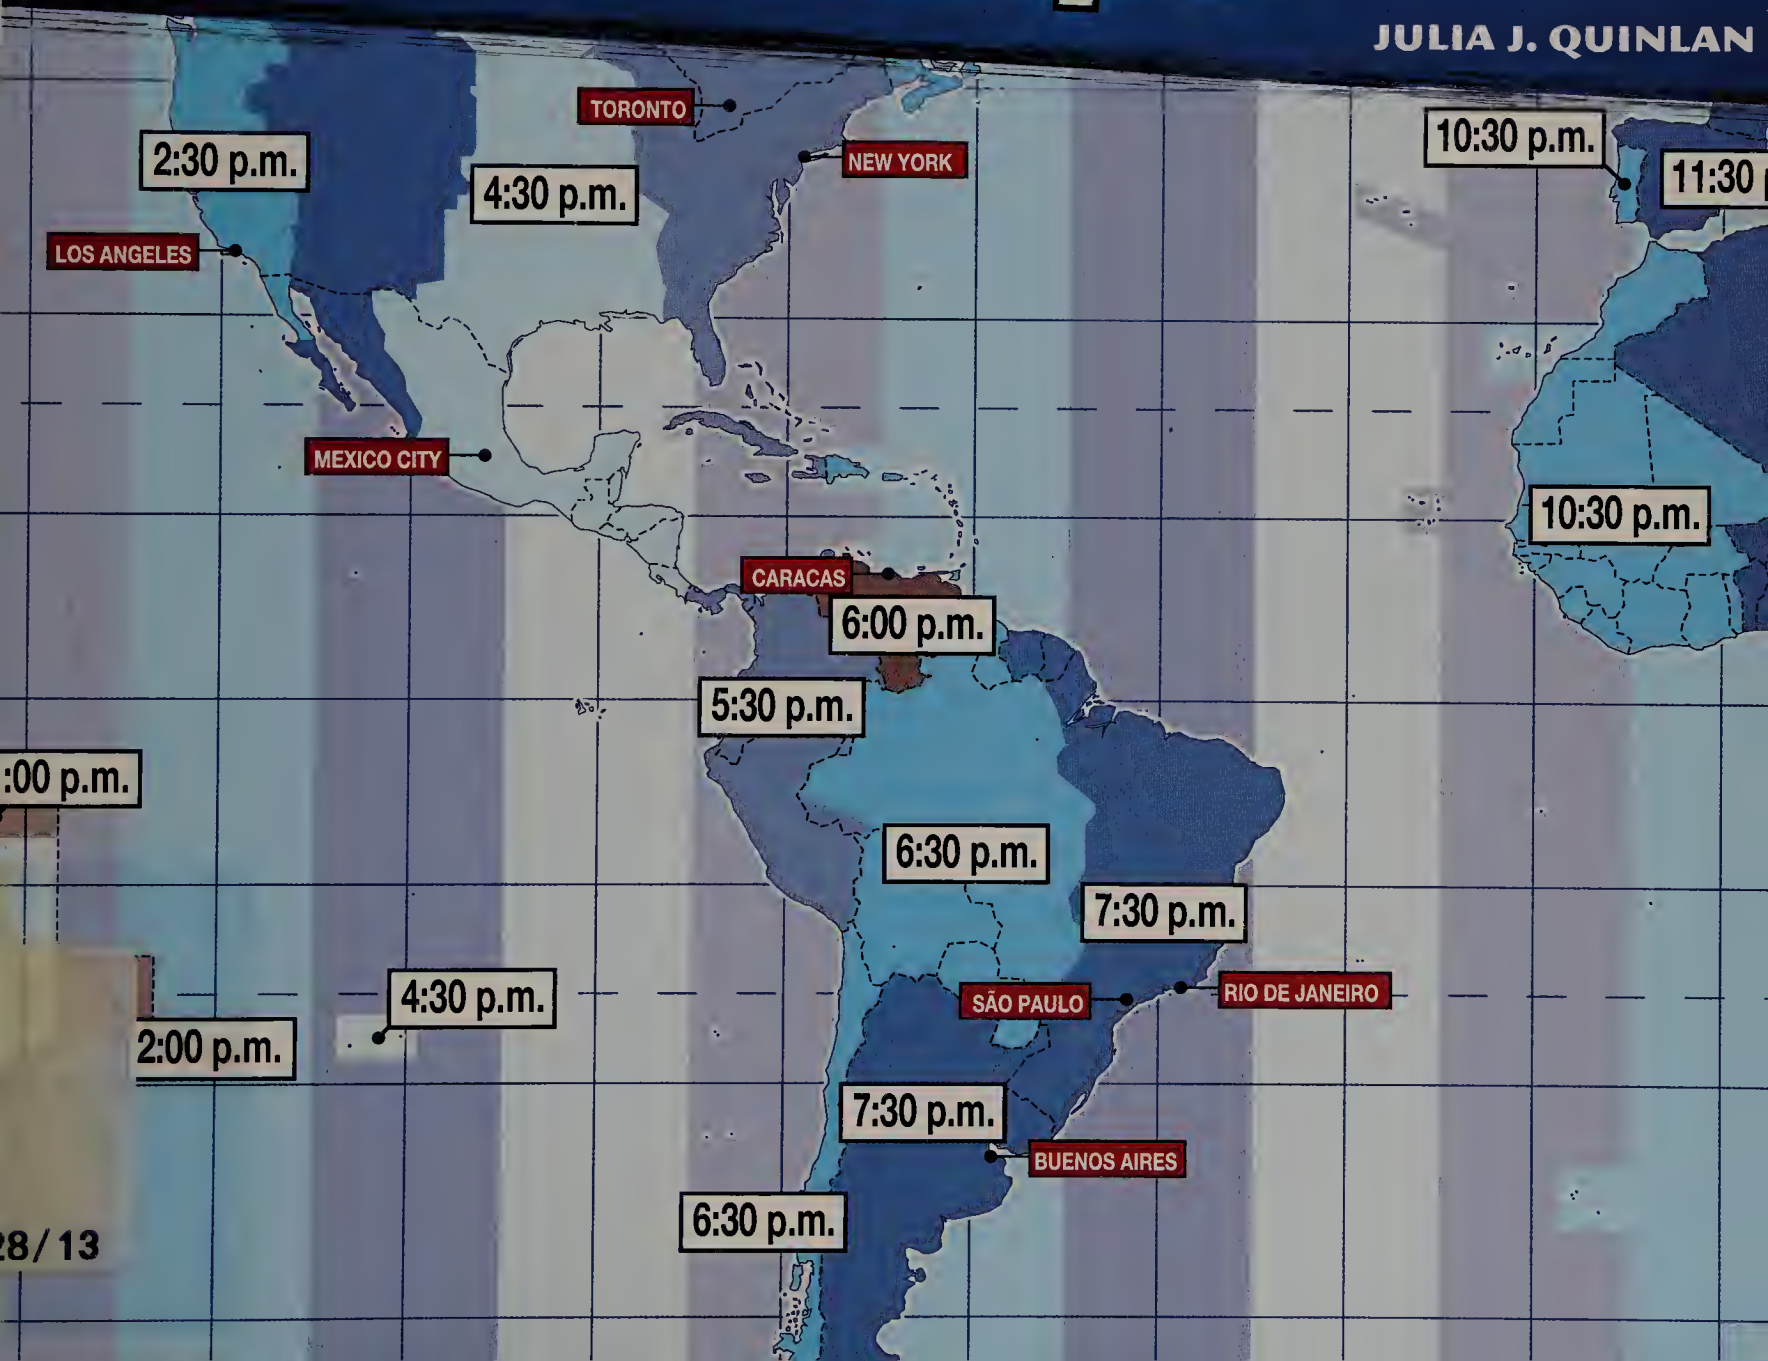 JULIA J. QUINLAN
TORONTO
10:30 p.m.
2:30 p.m.
NEW YORK
11:30
4:30 p.m.
LOS ANGELES
MEXICO CITY
10:30 p.m.
CARACAS
6:00 p.m.
5:30 p.m.
:00 p.m.
6:30 p.m.
7:30 p.m.
4:30 p.m.
SÃO PAULO
RIO DE JANEIRO
2:00 p.m.
7:30 p.m.
BUENOS AIRES
6:30 p.m.
28/13